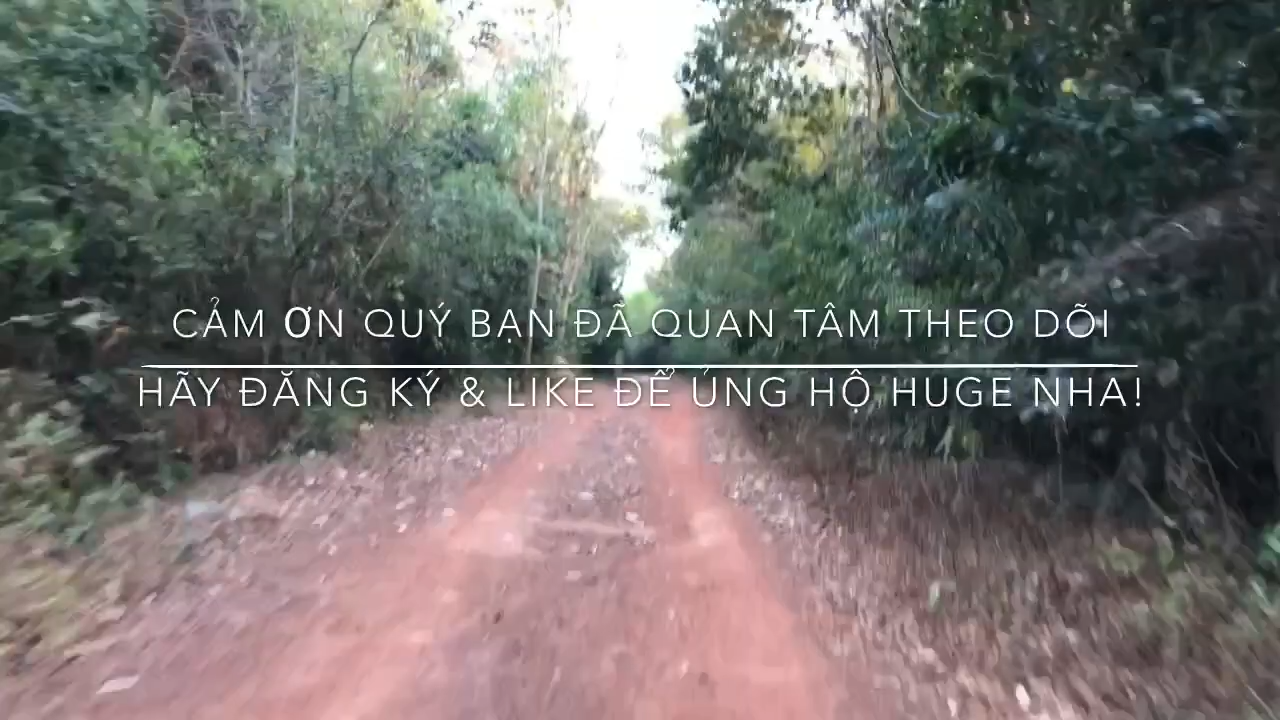 CẢM ƠN QUÝ BẠN ĐÃ QUAN TÂM THEO DÕI
HÃY ĐĂNG KÝ & LIKE ĐỂ ỦNG HỘ HUGE NHA!